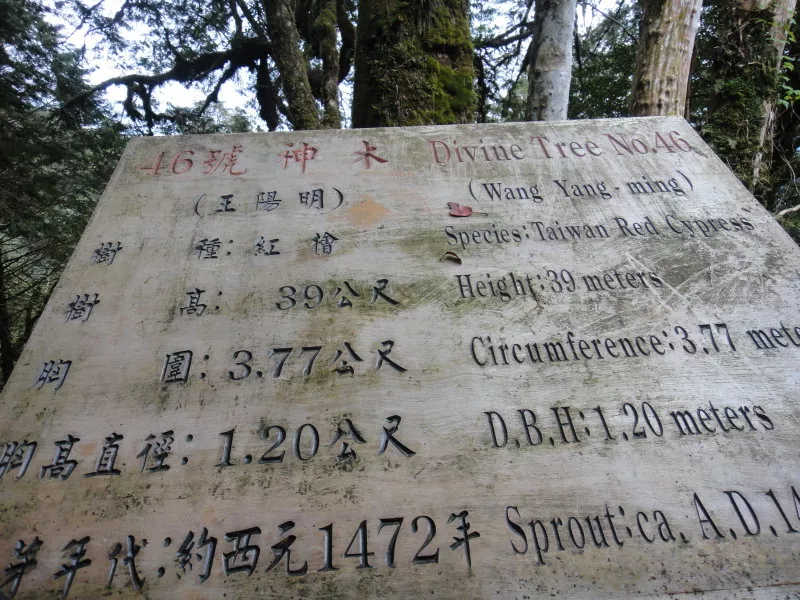 46號 神 木 Divine Tree No.46
(王 陽 明) (Wang Yang-ming)
樹 種: 紅 檜 Species: Taiwan Red Cypress
樹 高: 39公尺 Height: 39 meters
胸 圍: 3.77公尺 Circumference: 3.77 mete
胸高直徑: 1.20公尺 D.B.H: 1.20 meters
芽年代: 約西元1472年 Sprout: ca. A.D.14